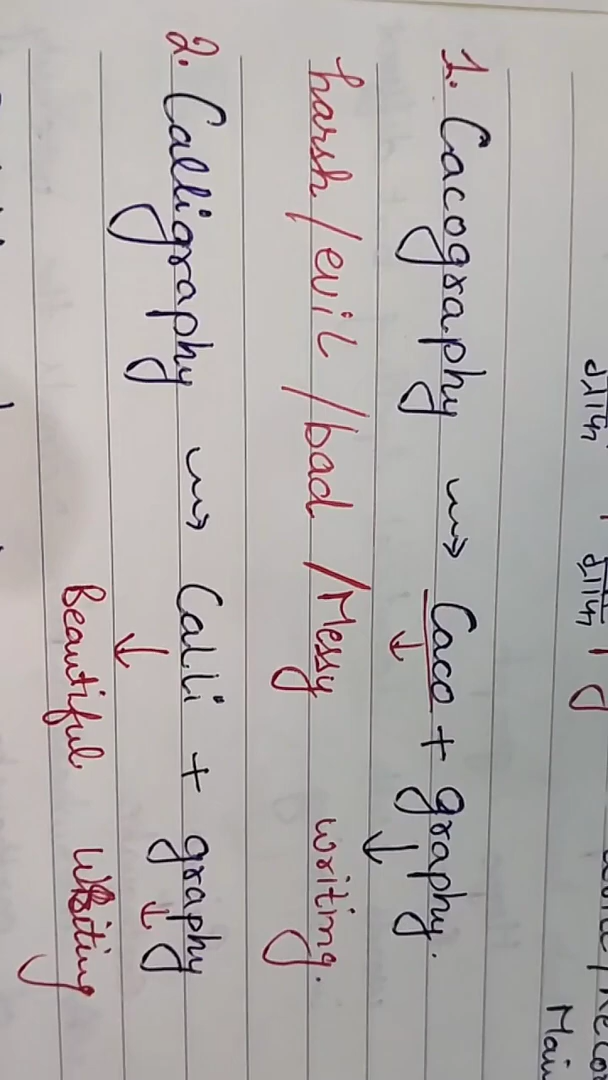 1. Cacography ⇝ Caco + graphy.
↓ ↓
harsh / evil / bad / Messy writing.
2. Calligraphy ⇝ Calli + graphy
↓ ↓
Beautiful Writing